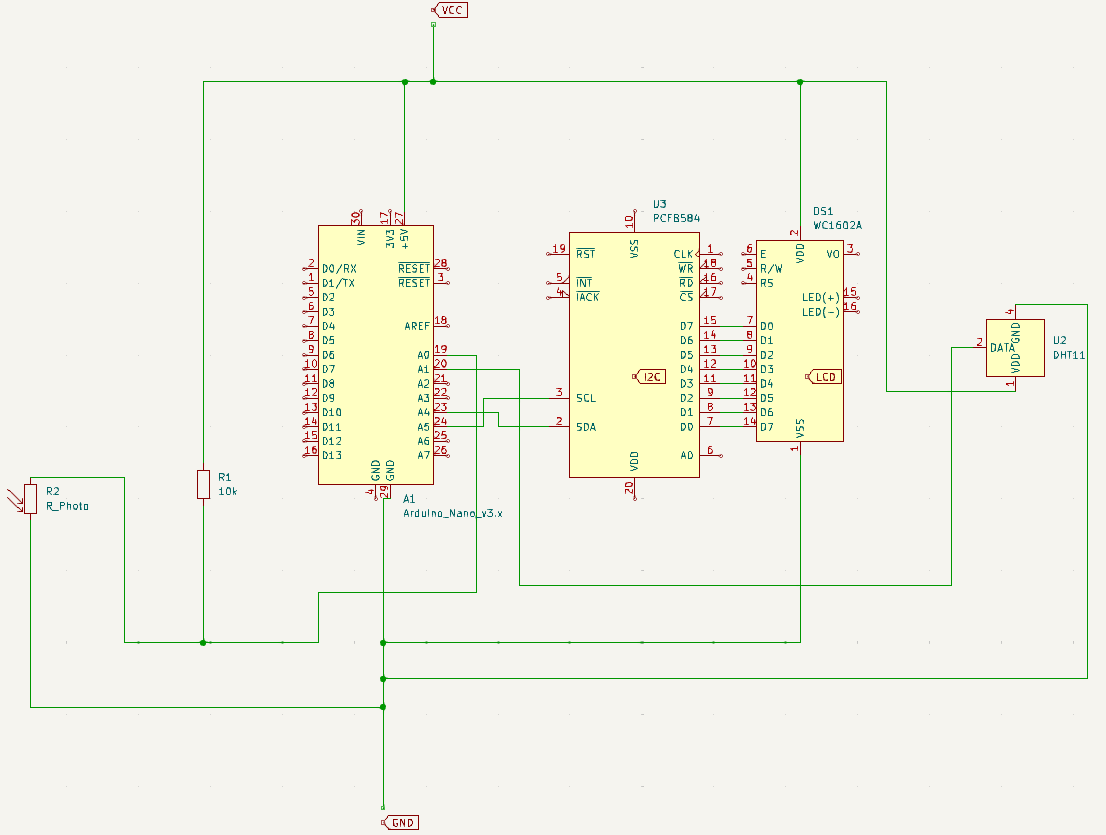 VCC
30
VIN
17
3V3
27
+5V
2 D0/RX
1 D1/TX
5 D2
6 D3
7 D4
8 D5
9 D6
10 D7
11 D8
12 D9
13 D10
14 D11
15 D12
16 D13
RESET 28
RESET 3
AREF 18
A0 19
A1 20
A2 21
A3 22
A4 23
A5 24
A6 25
A7 26
GND
4
GND
29
A1
Arduino_Nano_v3.x
R2
R_Photo
R1
10k
U3
PCF8584
10
VSS
19 RST
5 INT
4 IACK
3 SCL
2 SDA
CLK 1
WR 18
RD 16
CS 17
D7 15
D6 14
D5 13
D4 12
D3 11
D2 9
D1 8
D0 7
A0 6
I2C
VDD
20
DS1
WC1602A
2
VDD
6 E
5 R/W
4 RS
VO 3
LED(+) 15
LED(-) 16
7 D0
8 D1
9 D2
10 D3
11 D4
12 D5
13 D6
14 D7
LCD
VSS
1
4
GND
2 DATA
VDD
1
U2
DHT11
GND